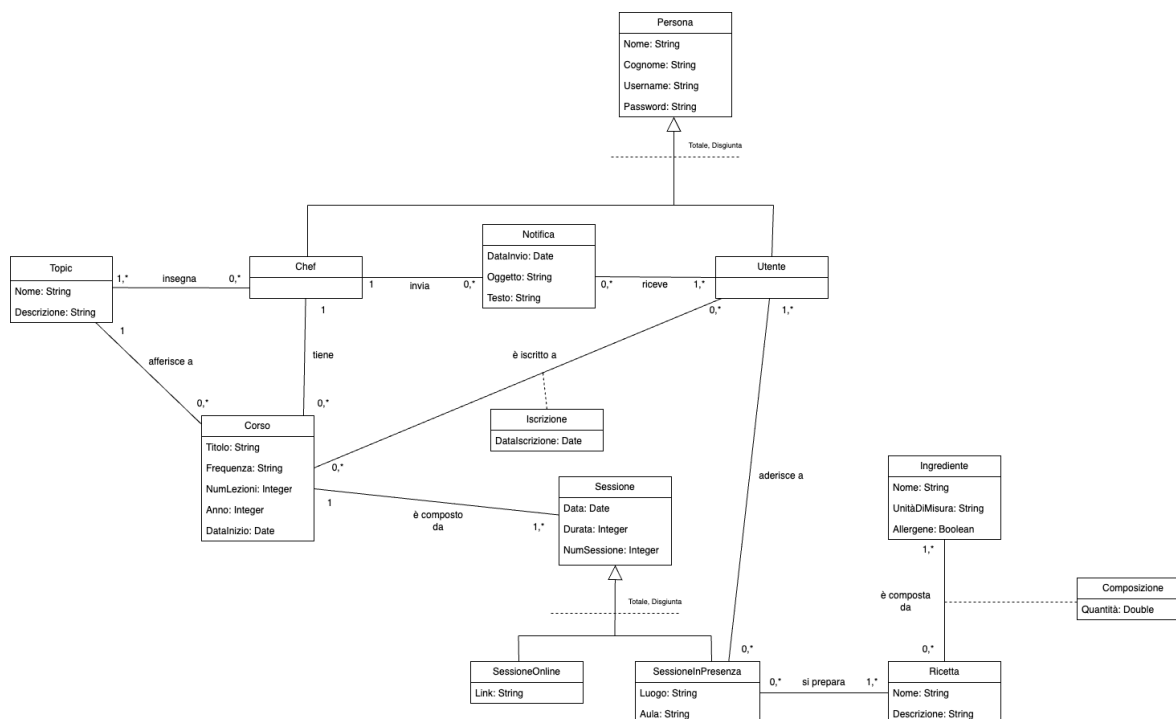 Persona
Nome: String
Cognome: String
Username: String
Password: String
Totale, Disgiunta
Topic
Nome: String
Descrizione: String
1,*
insegna
0,*
Chef
1
invia
0,*
Notifica
DataInvio: Date
Oggetto: String
Testo: String
0,*
riceve
1,*
Utente
1
afferisce a
0,*
1
tiene
0,*
0,*
è iscritto a
0,*
1,*
aderisce a
0,*
Iscrizione
DataIscrizione: Date
Corso
Titolo: String
Frequenza: String
NumLezioni: Integer
Anno: Integer
DataInizio: Date
1
è composto
da
1,*
Sessione
Data: Date
Durata: Integer
NumSessione: Integer
Totale, Disgiunta
SessioneOnline
Link: String
SessioneInPresenza
Luogo: String
Aula: String
0,*
si prepara
1,*
Ingrediente
Nome: String
UnitàDiMisura: String
Allergene: Boolean
1,*
è composta
da
0,*
Composizione
Quantità: Double
Ricetta
Nome: String
Descrizione: String